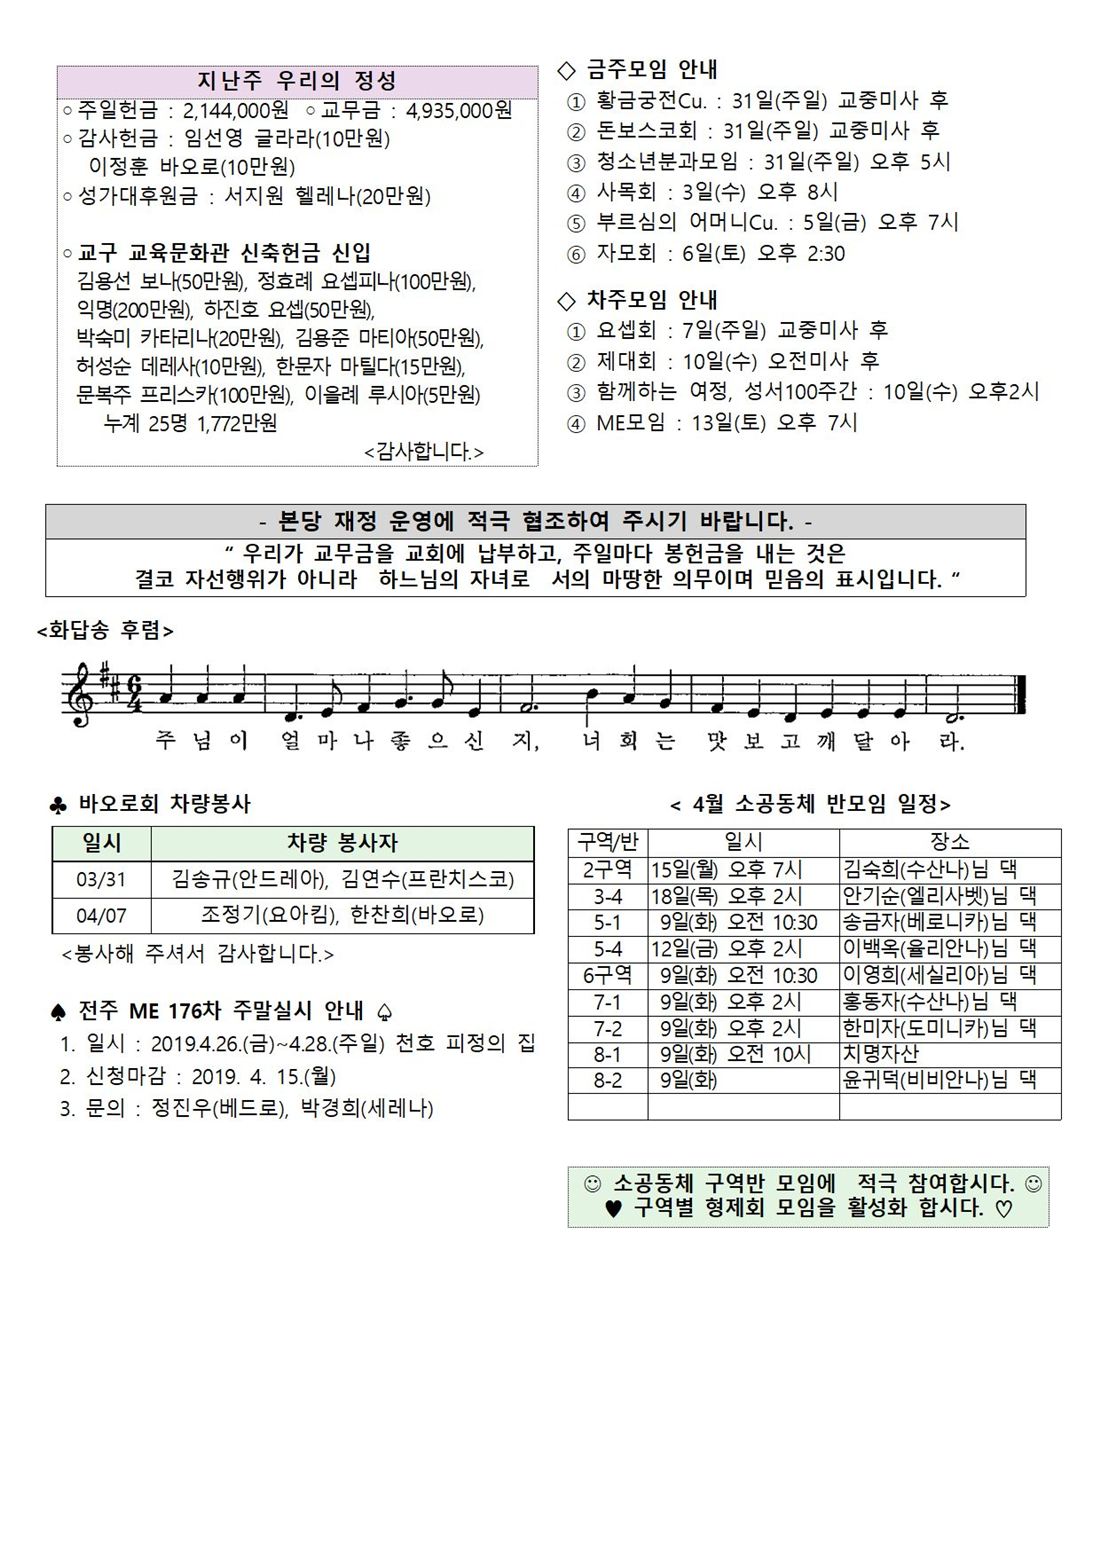 지난주 우리의 정성
○ 주일헌금 : 2,144,000원 ○ 교무금 : 4,935,000원
○ 감사헌금 : 임선영 글라라(10만원)
이정훈 바오로(10만원)
○ 성가대후원금 : 서지원 헬레나(20만원)
○ 교구 교육문화관 신축헌금 신입
김용선 보나(50만원), 정효례 요셉피나(100만원),
익명(200만원), 하진호 요셉(50만원),
박숙미 카타리나(20만원), 김용준 마티아(50만원),
허성순 데레사(10만원), 한문자 마틸다(15만원),
문복주 프리스카(100만원), 이을례 루시아(5만원)
누계 25명 1,772만원
<감사합니다.>
◇ 금주모임 안내
① 황금궁전Cu. : 31일(주일) 교중미사 후
② 돈보스코회 : 31일(주일) 교중미사 후
③ 청소년분과모임 : 31일(주일) 오후 5시
④ 사목회 : 3일(수) 오후 8시
⑤ 부르심의 어머니Cu. : 5일(금) 오후 7시
⑥ 자모회 : 6일(토) 오후 2:30
◇ 차주모임 안내
① 요셉회 : 7일(주일) 교중미사 후
② 제대회 : 10일(수) 오전미사 후
③ 함께하는 여정, 성서100주간 : 10일(수) 오후2시
④ ME모임 : 13일(토) 오후 7시
- 본당 재정 운영에 적극 협조하여 주시기 바랍니다. -
“ 우리가 교무금을 교회에 납부하고, 주일마다 봉헌금을 내는 것은
결코 자선행위가 아니라 하느님의 자녀로 서의 마땅한 의무이며 믿음의 표시입니다. “
<화답송 후렴>
6
4
주 님 이 얼 마 나 좋 으 신 지, 너 희 는 맛 보 고 깨 달 아 라.
♣ 바오로회 차량봉사
일시 차량 봉사자
03/31 김송규(안드레아), 김연수(프란치스코)
04/07 조정기(요아킴), 한찬희(바오로)
<봉사해 주셔서 감사합니다.>
♠ 전주 ME 176차 주말실시 안내 ♤
1. 일시 : 2019.4.26.(금)~4.28.(주일) 천호 피정의 집
2. 신청마감 : 2019. 4. 15.(월)
3. 문의 : 정진우(베드로), 박경희(세레나)
< 4월 소공동체 반모임 일정>
구역/반 일시 장소
2구역 15일(월) 오후 7시 김숙희(수산나)님 댁
3-4 18일(목) 오후 2시 안기순(엘리사벳)님 댁
5-1 9일(화) 오전 10:30 송금자(베로니카)님 댁
5-4 12일(금) 오후 2시 이백옥(율리안나)님 댁
6구역 9일(화) 오전 10:30 이영희(세실리아)님 댁
7-1 9일(화) 오후 2시 홍동자(수산나)님 댁
7-2 9일(화) 오후 2시 한미자(도미니카)님 댁
8-1 9일(화) 오전 10시 치명자산
8-2 9일(화) 윤귀덕(비비안나)님 댁
☺ 소공동체 구역반 모임에 적극 참여합시다. ☺
♥ 구역별 형제회 모임을 활성화 합시다. ♡